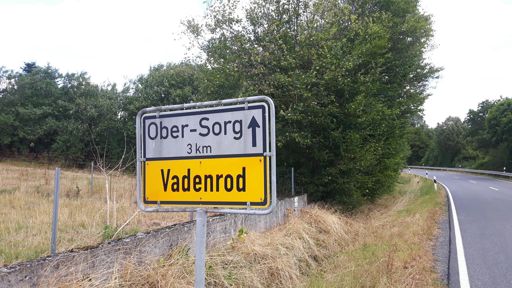 Ober-Sorg ↑
3 km
Vadenrod